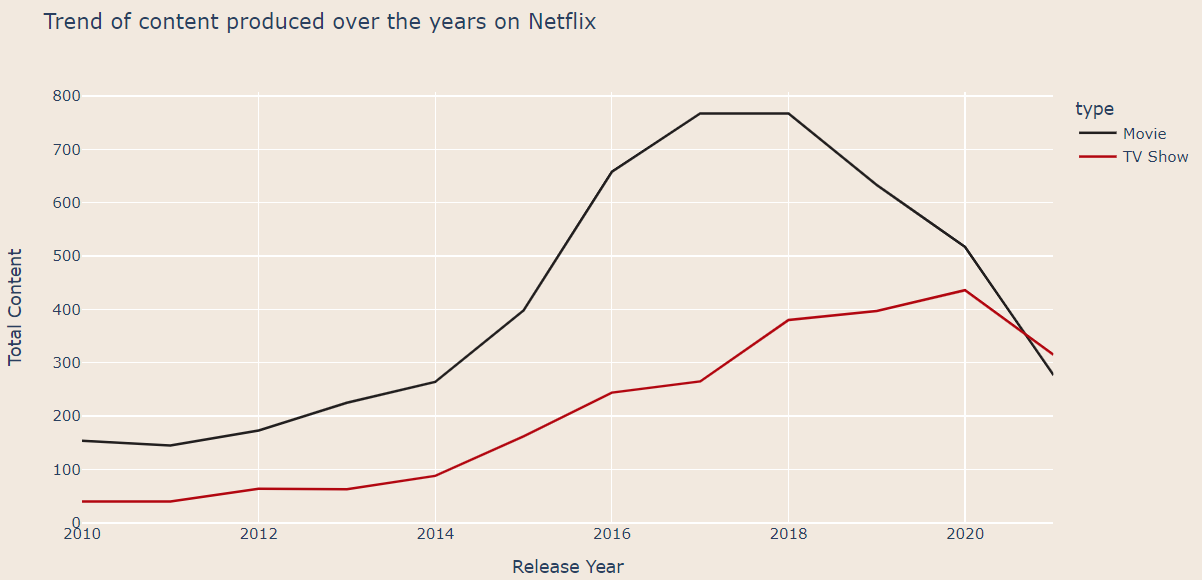 Trend of content produced over the years on Netflix
800
700
600
500
400
300
200
100
0
Total Content
2010
2012
2014
2016
2018
2020
Release Year
type
Movie
TV Show